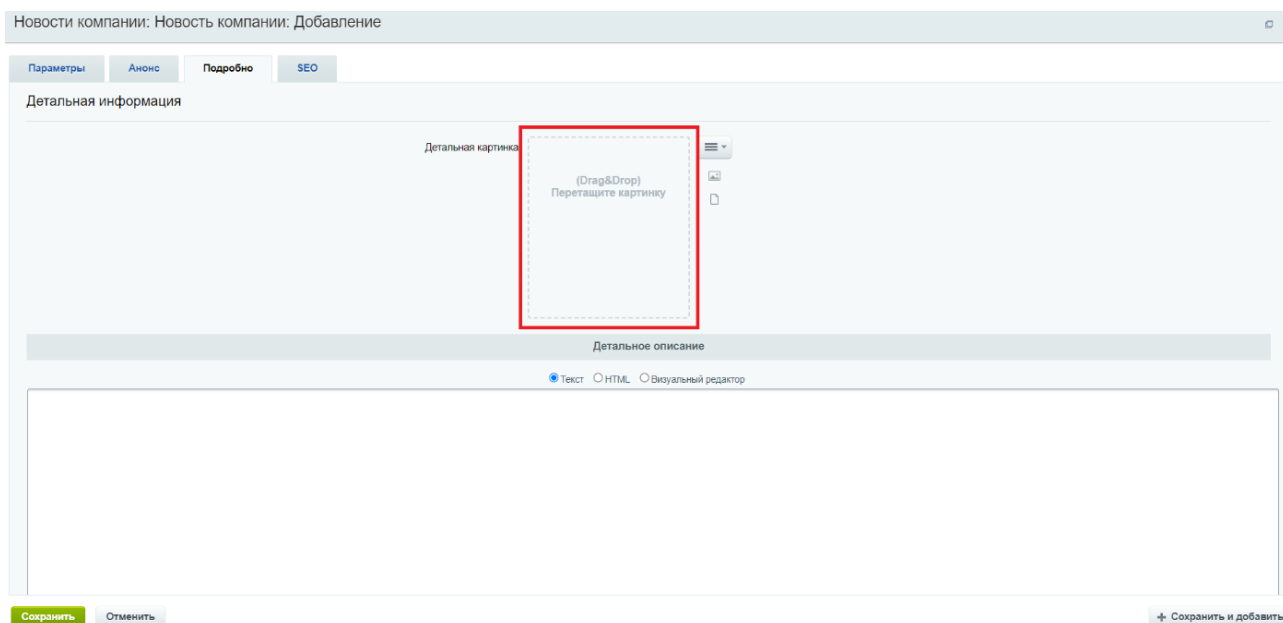 Новости компании: Новость компании: Добавление
Параметры Анонс Подробно SEO
Детальная информация
Детальная картинка
(Drag&Drop)
Перетащите картинку
Детальное описание
Текст HTML Визуальный редактор
Сохранить Отменить + Сохранить и добавить